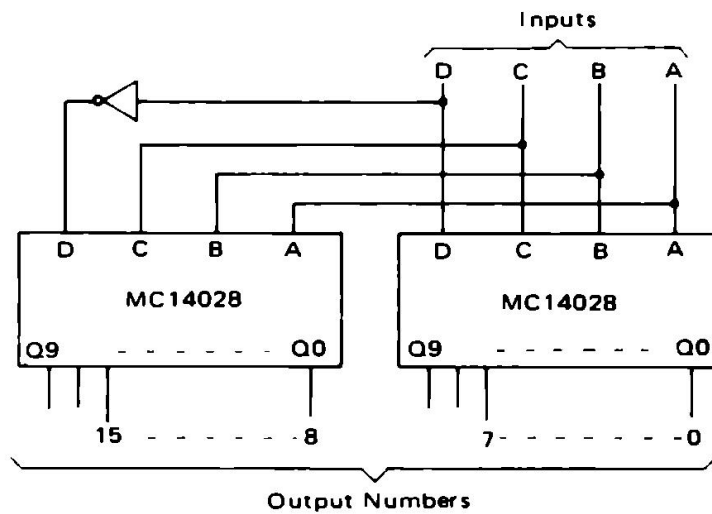 Inputs
D C B A
D C B A D C B A
MC14028 MC14028
Q9 - - - - - - Q0 Q9 - - - - - - Q0
15 - - - - - - - 8 7 - - - - - - - 0
Output Numbers